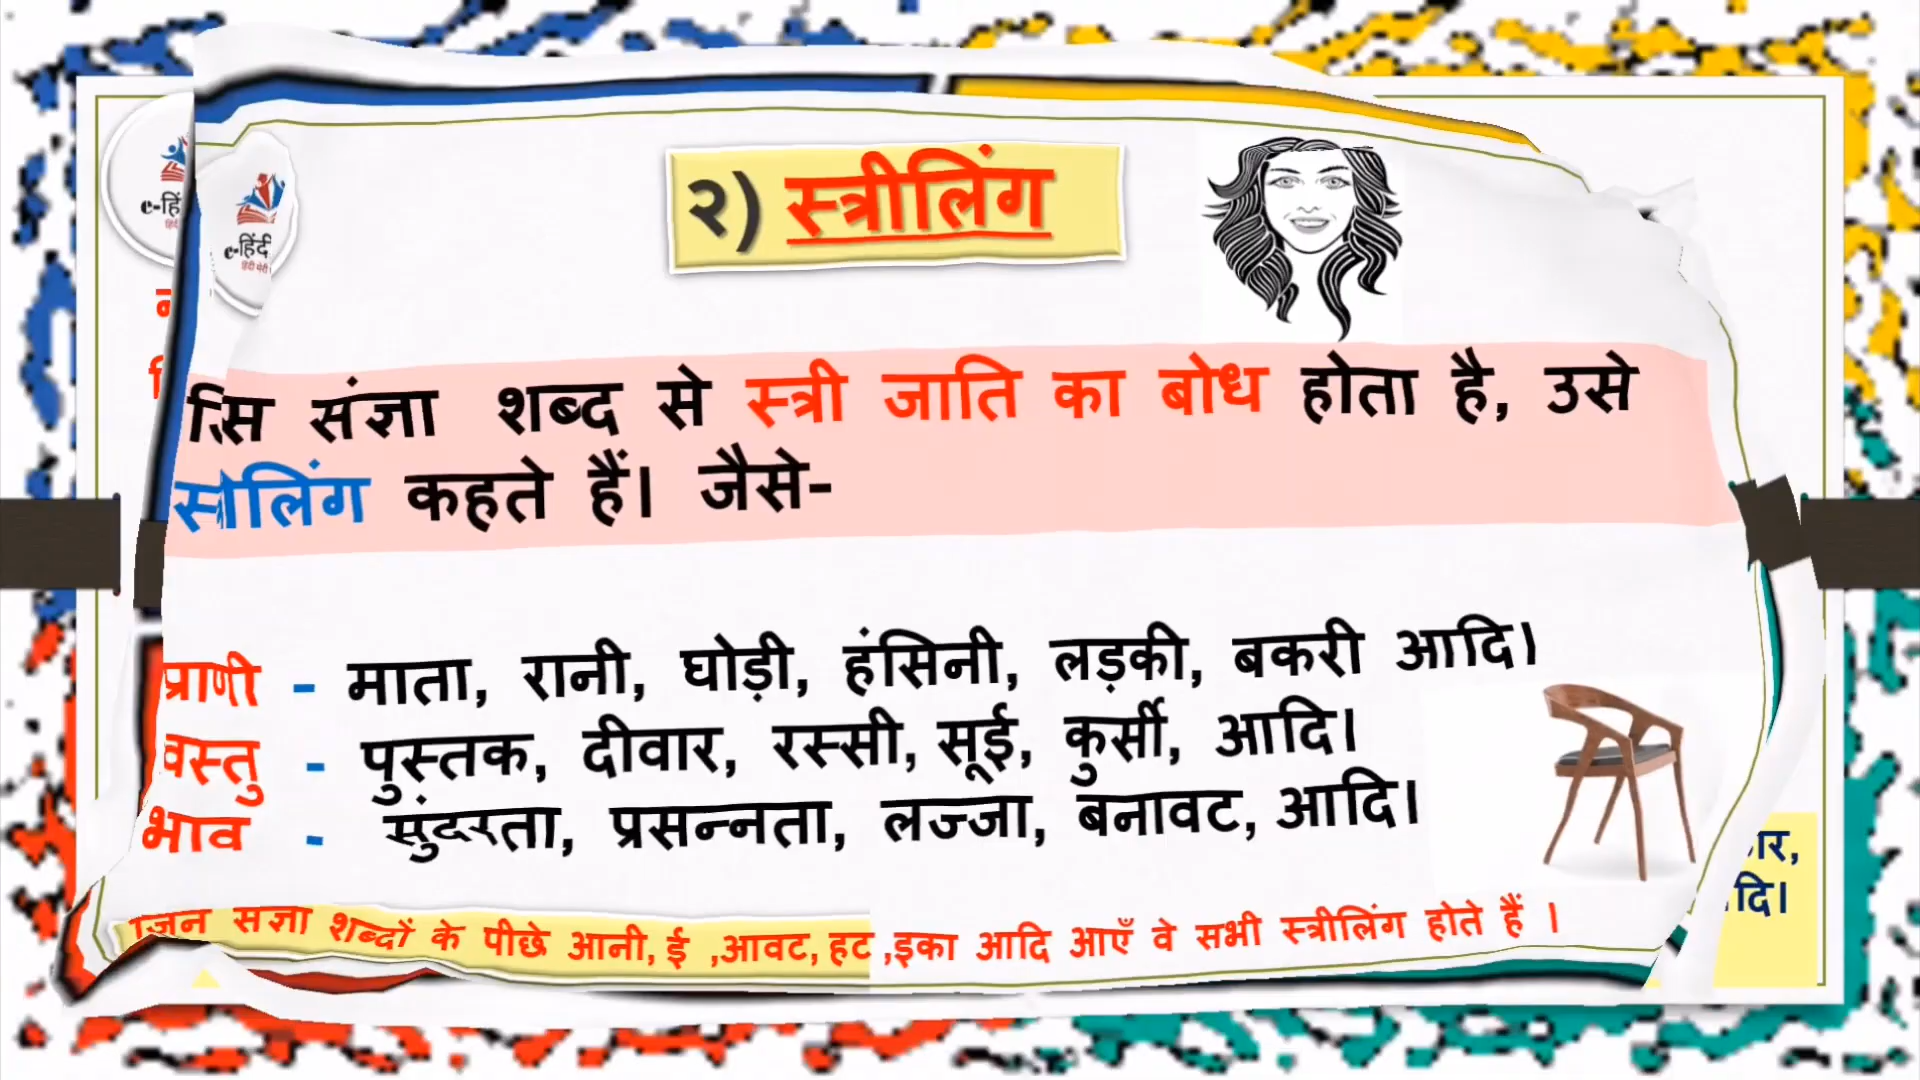 २) स्त्रीलिंग
e-हिंदी
संज्ञा शब्द से स्त्री जाति का बोध होता है, उसे
कहते हैं। जैसे-
प्राणी - माता, रानी, घोड़ी, हंसिनी, लड़की, बकरी आदि।
वस्तु - पुस्तक, दीवार, रस्सी, सूई, कुर्सी, आदि।
भाव - सुंदरता, प्रसन्नता, लज्जा, बनावट, आदि।
जिन संज्ञा शब्दों के पीछे आनी, ई ,आवट, हट ,इका आदि आएँ वे सभी स्त्रीलिंग होते हैं ।